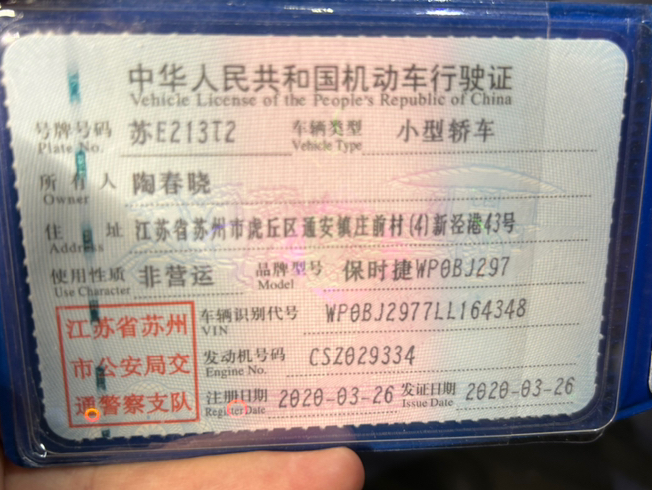 中华人民共和国机动车行驶证
Vehicle License of the People's Republic of China
号牌号码 苏E213T2 车辆类型 小型轿车
Plate No. Vehicle Type
所有人 陶春晓
Owner
住址 江苏省苏州市虎丘区通安镇庄前村(4)新泾港43号
Address
使用性质 非营运 品牌型号 保时捷WP0BJ297
Use Character Model
江苏省苏州 车辆识别代号 WP0BJ2977LL164348
VIN
市公安局交 发动机号码 CSZ029334
Engine No.
通警察支队 注册日期 2020-03-26 发证日期 2020-03-26
Register Date Issue Date